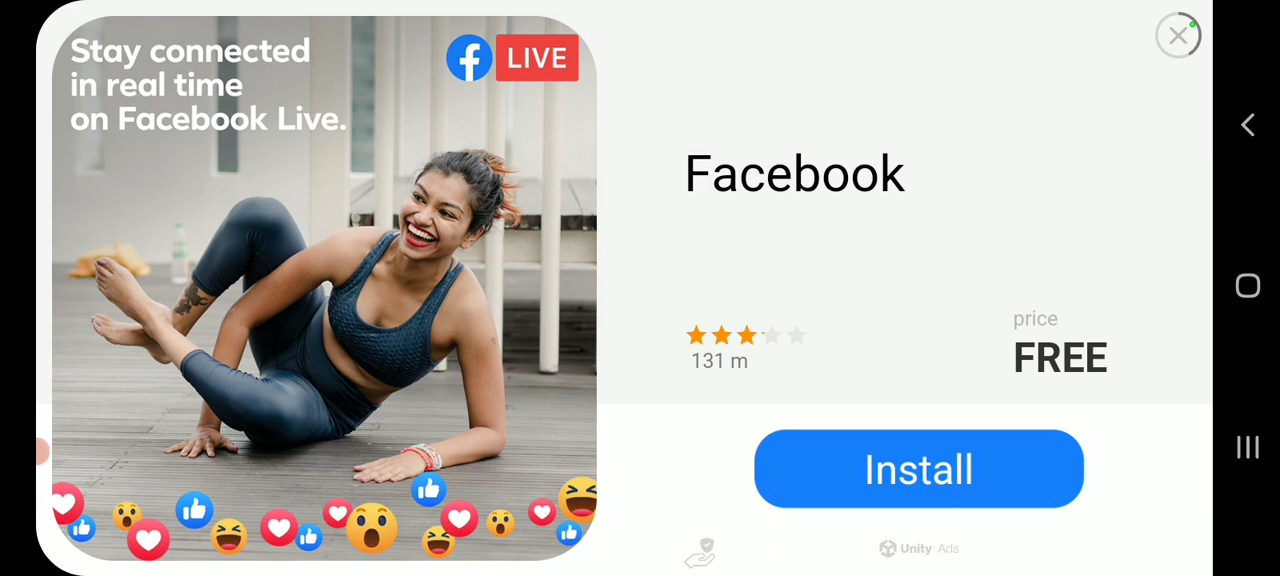 Stay connected
in real time
on Facebook Live.
LIVE
Facebook
131 m
price
FREE
Install
Unity Ads